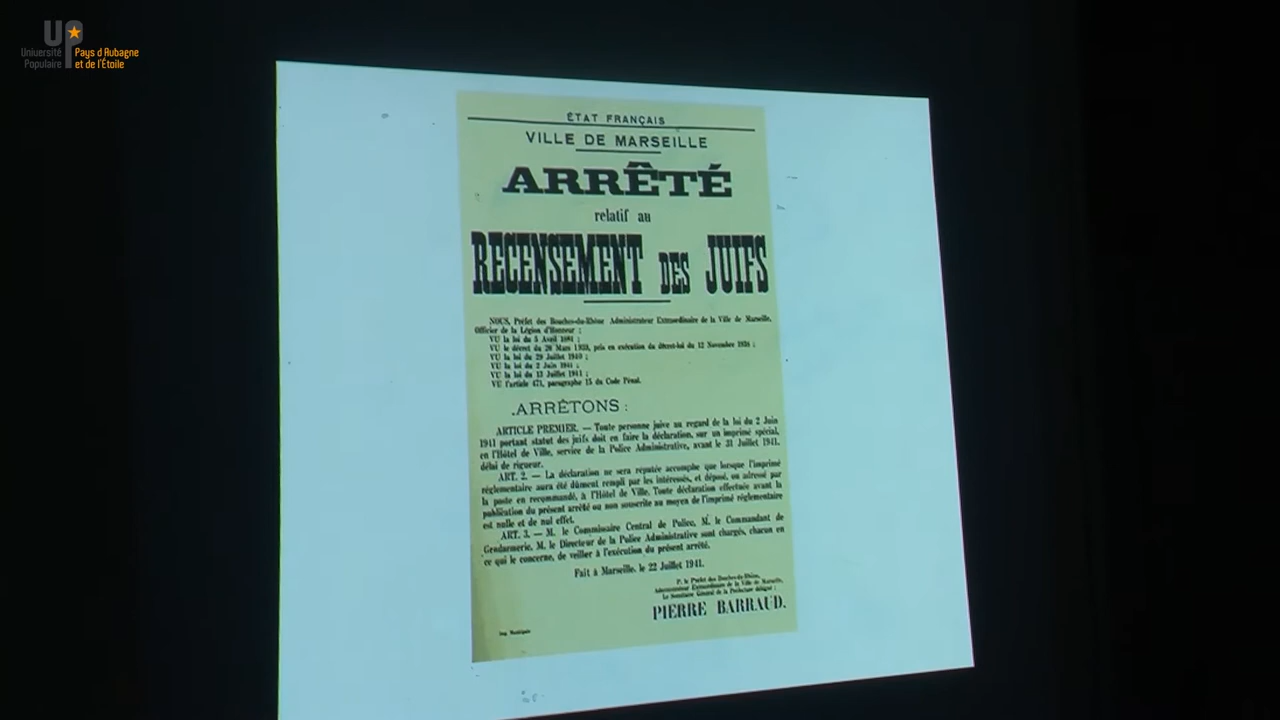 UP
Université
Populaire
Pays d'Aubagne
et de l'Étoile
ÉTAT FRANÇAIS
VILLE DE MARSEILLE
ARRÊTÉ
relatif au
RECENSEMENT DES JUIFS
NOUS, Préfet des Bouches-du-Rhône Administrateur Extraordinaire de la Ville de Marseille,
Officier de la Légion d'Honneur ;
VU la loi du 5 Avril 1884 ;
VU le décret du 20 Mars 1939, pris en exécution du décret-loi du 12 Novembre 1938 ;
VU la loi du 29 Juillet 1940 ;
VU la loi du 2 Juin 1941 ;
VU la loi du 13 Juillet 1941 ;
VU l'article 471, paragraphe 15 du Code Pénal.
ARRÊTONS :
ARTICLE PREMIER. — Toute personne juive au regard de la loi du 2 Juin
1941 portant statut des juifs doit en faire la déclaration, sur un imprimé spécial,
en l'Hôtel de Ville, service de la Police Administrative, avant le 31 Juillet 1941.
délai de rigueur.
ART. 2. — La déclaration ne sera réputée accomplie que lorsque l'imprimé
réglementaire aura été dûment rempli par les intéressés, et déposé, ou adressé par
la poste en recommandé, à l'Hôtel de Ville. Toute déclaration effectuée avant la
publication du présent arrêté ou non souscrite au moyen de l'imprimé réglementaire
est nulle et de nul effet.
ART. 3. — M. le Commissaire Central de Police, M. le Commandant de
Gendarmerie, M. le Directeur de la Police Administrative sont chargés, chacun en
ce qui le concerne, de veiller à l'exécution du présent arrêté.
Fait à Marseille, le 22 Juillet 1941.
P. le Préfet des Bouches-du-Rhône,
Administrateur Extraordinaire de la Ville de Marseille,
Le Secrétaire Général de la Préfecture délégué :
PIERRE BARRAUD.
Imp. Municipale